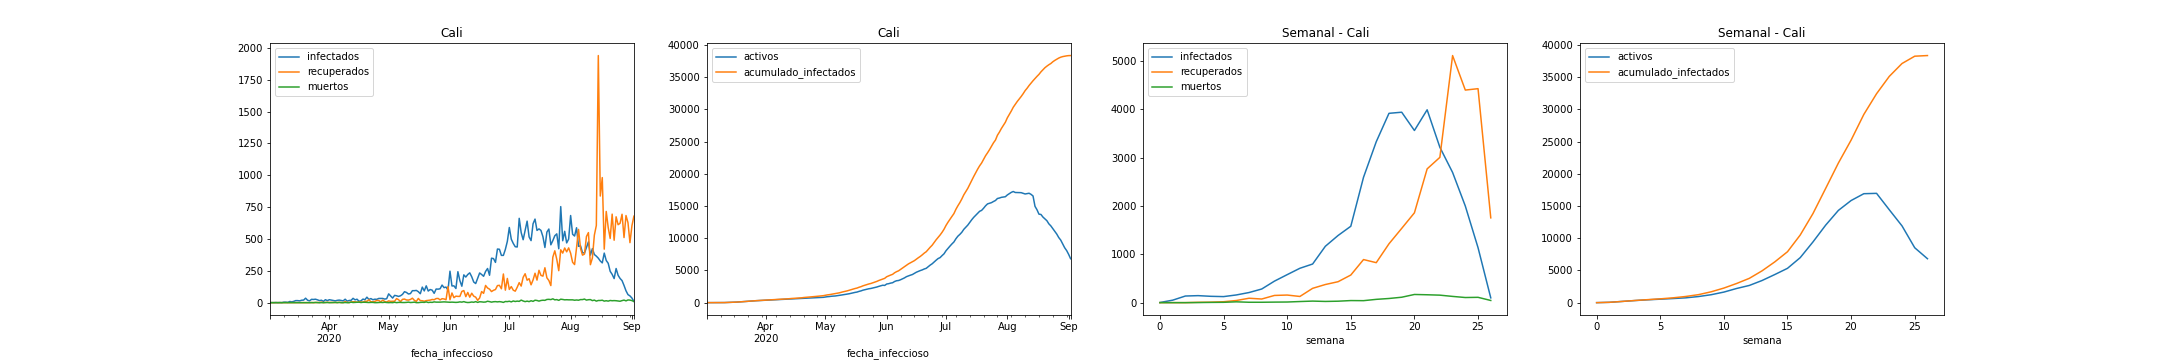 Cali
infectados
recuperados
muertos
2000
1750
1500
1250
1000
750
500
250
0
Apr
2020
May
Jun
Jul
Aug
Sep
fecha_infeccioso
Cali
activos
acumulado_infectados
40000
35000
30000
25000
20000
15000
10000
5000
0
Apr
2020
May
Jun
Jul
Aug
Sep
fecha_infeccioso
Semanal - Cali
infectados
recuperados
muertos
5000
4000
3000
2000
1000
0
0 5 10 15 20 25
semana
Semanal - Cali
activos
acumulado_infectados
40000
35000
30000
25000
20000
15000
10000
5000
0
0 5 10 15 20 25
semana